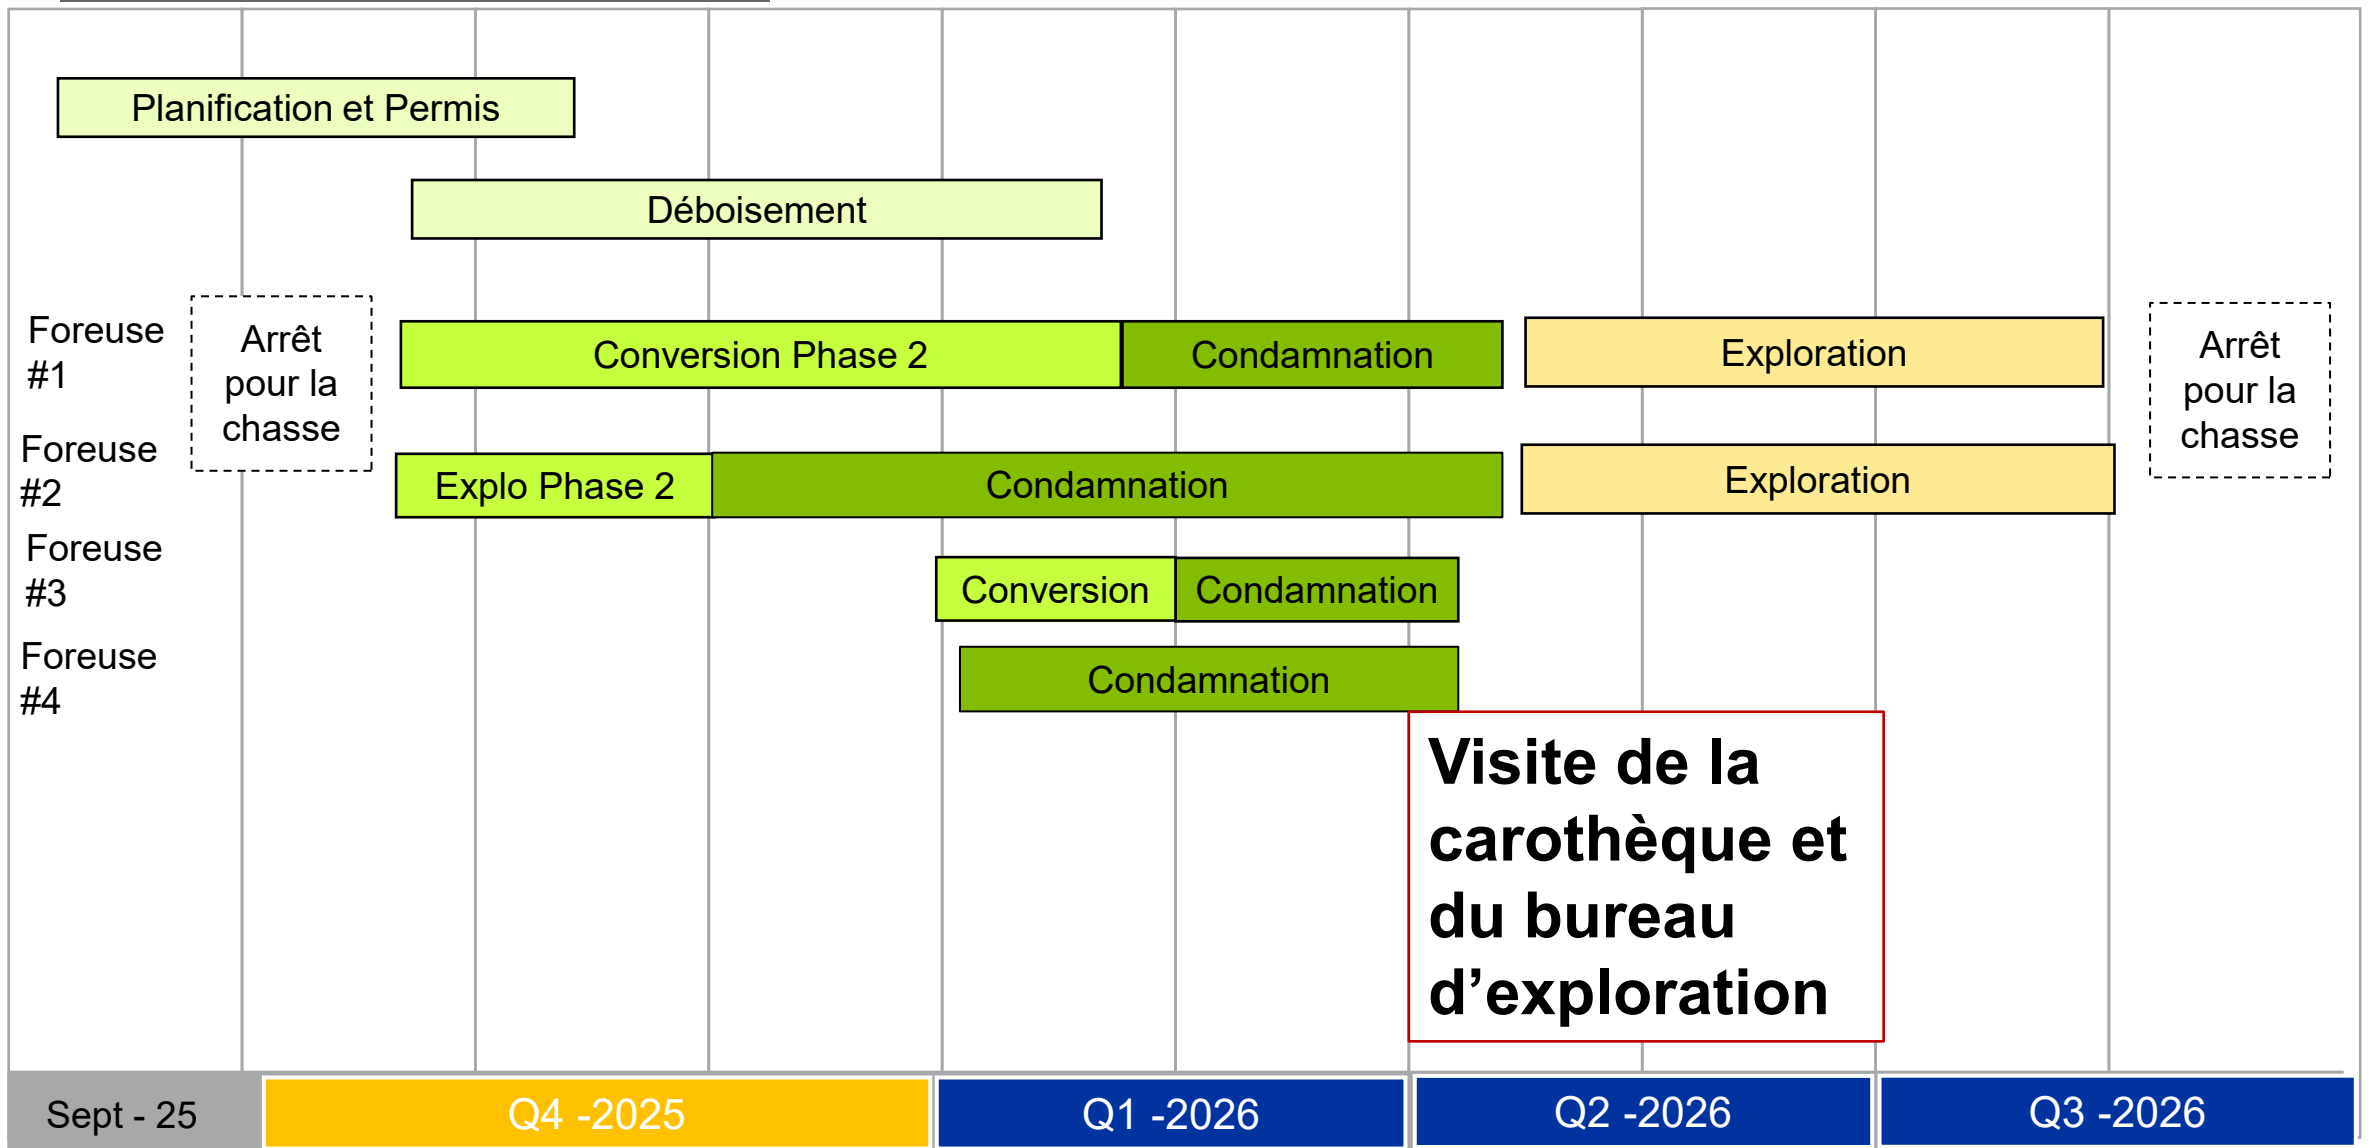 Planification et Permis
Déboisement
Foreuse
#1
Arrêt
pour la
chasse
Conversion Phase 2
Condamnation
Exploration
Arrêt
pour la
chasse
Foreuse
#2
Explo Phase 2
Condamnation
Exploration
Foreuse
#3
Conversion
Condamnation
Foreuse
#4
Condamnation
Visite de la
carothèque et
du bureau
d’exploration
Sept - 25
Q4 -2025
Q1 -2026
Q2 -2026
Q3 -2026